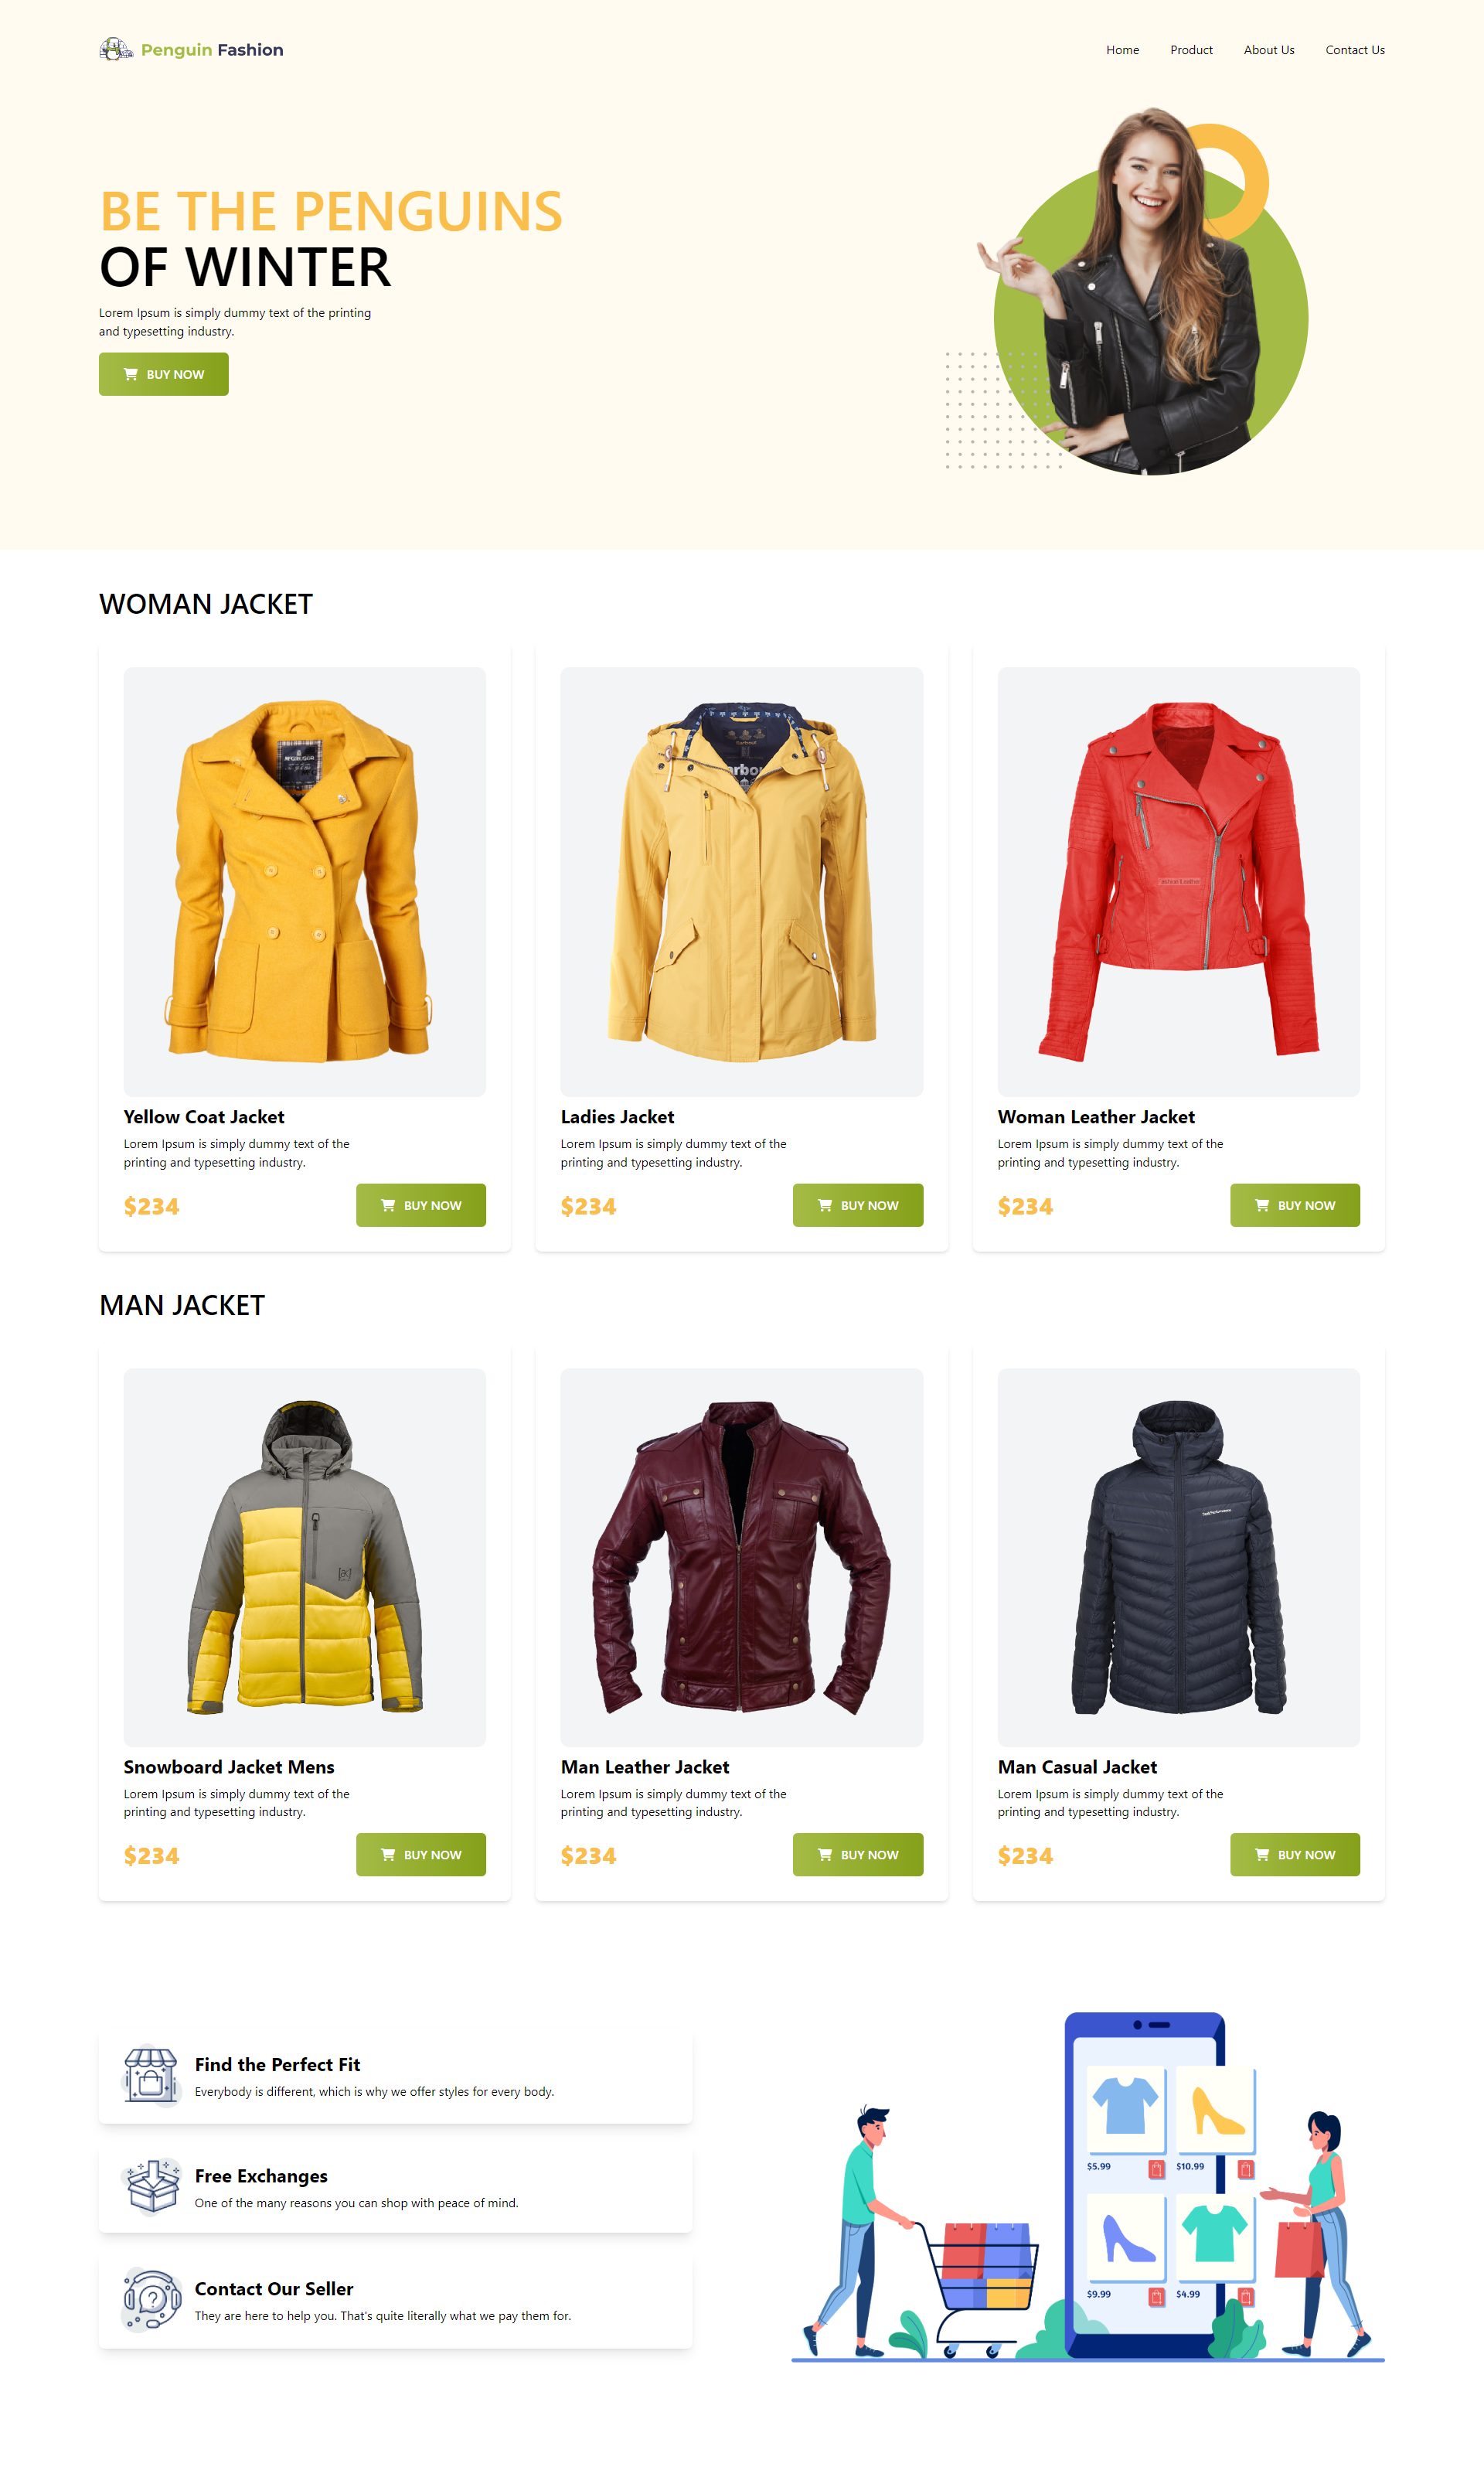 Penguin Fashion
Home Product About Us Contact Us
BE THE PENGUINS
OF WINTER
Lorem Ipsum is simply dummy text of the printing
and typesetting industry.
BUY NOW
WOMAN JACKET
Yellow Coat Jacket
Lorem Ipsum is simply dummy text of the
printing and typesetting industry.
$234
BUY NOW
Barbour
Ladies Jacket
Lorem Ipsum is simply dummy text of the
printing and typesetting industry.
$234
BUY NOW
Woman Leather Jacket
Lorem Ipsum is simply dummy text of the
printing and typesetting industry.
$234
BUY NOW
MAN JACKET
Snowboard Jacket Mens
Lorem Ipsum is simply dummy text of the
printing and typesetting industry.
$234
BUY NOW
Man Leather Jacket
Lorem Ipsum is simply dummy text of the
printing and typesetting industry.
$234
BUY NOW
Man Casual Jacket
Lorem Ipsum is simply dummy text of the
printing and typesetting industry.
$234
BUY NOW
Find the Perfect Fit
Everybody is different, which is why we offer styles for every body.
Free Exchanges
One of the many reasons you can shop with peace of mind.
Contact Our Seller
They are here to help you. That's quite literally what we pay them for.
$5.99 $10.99
$9.99 $4.99